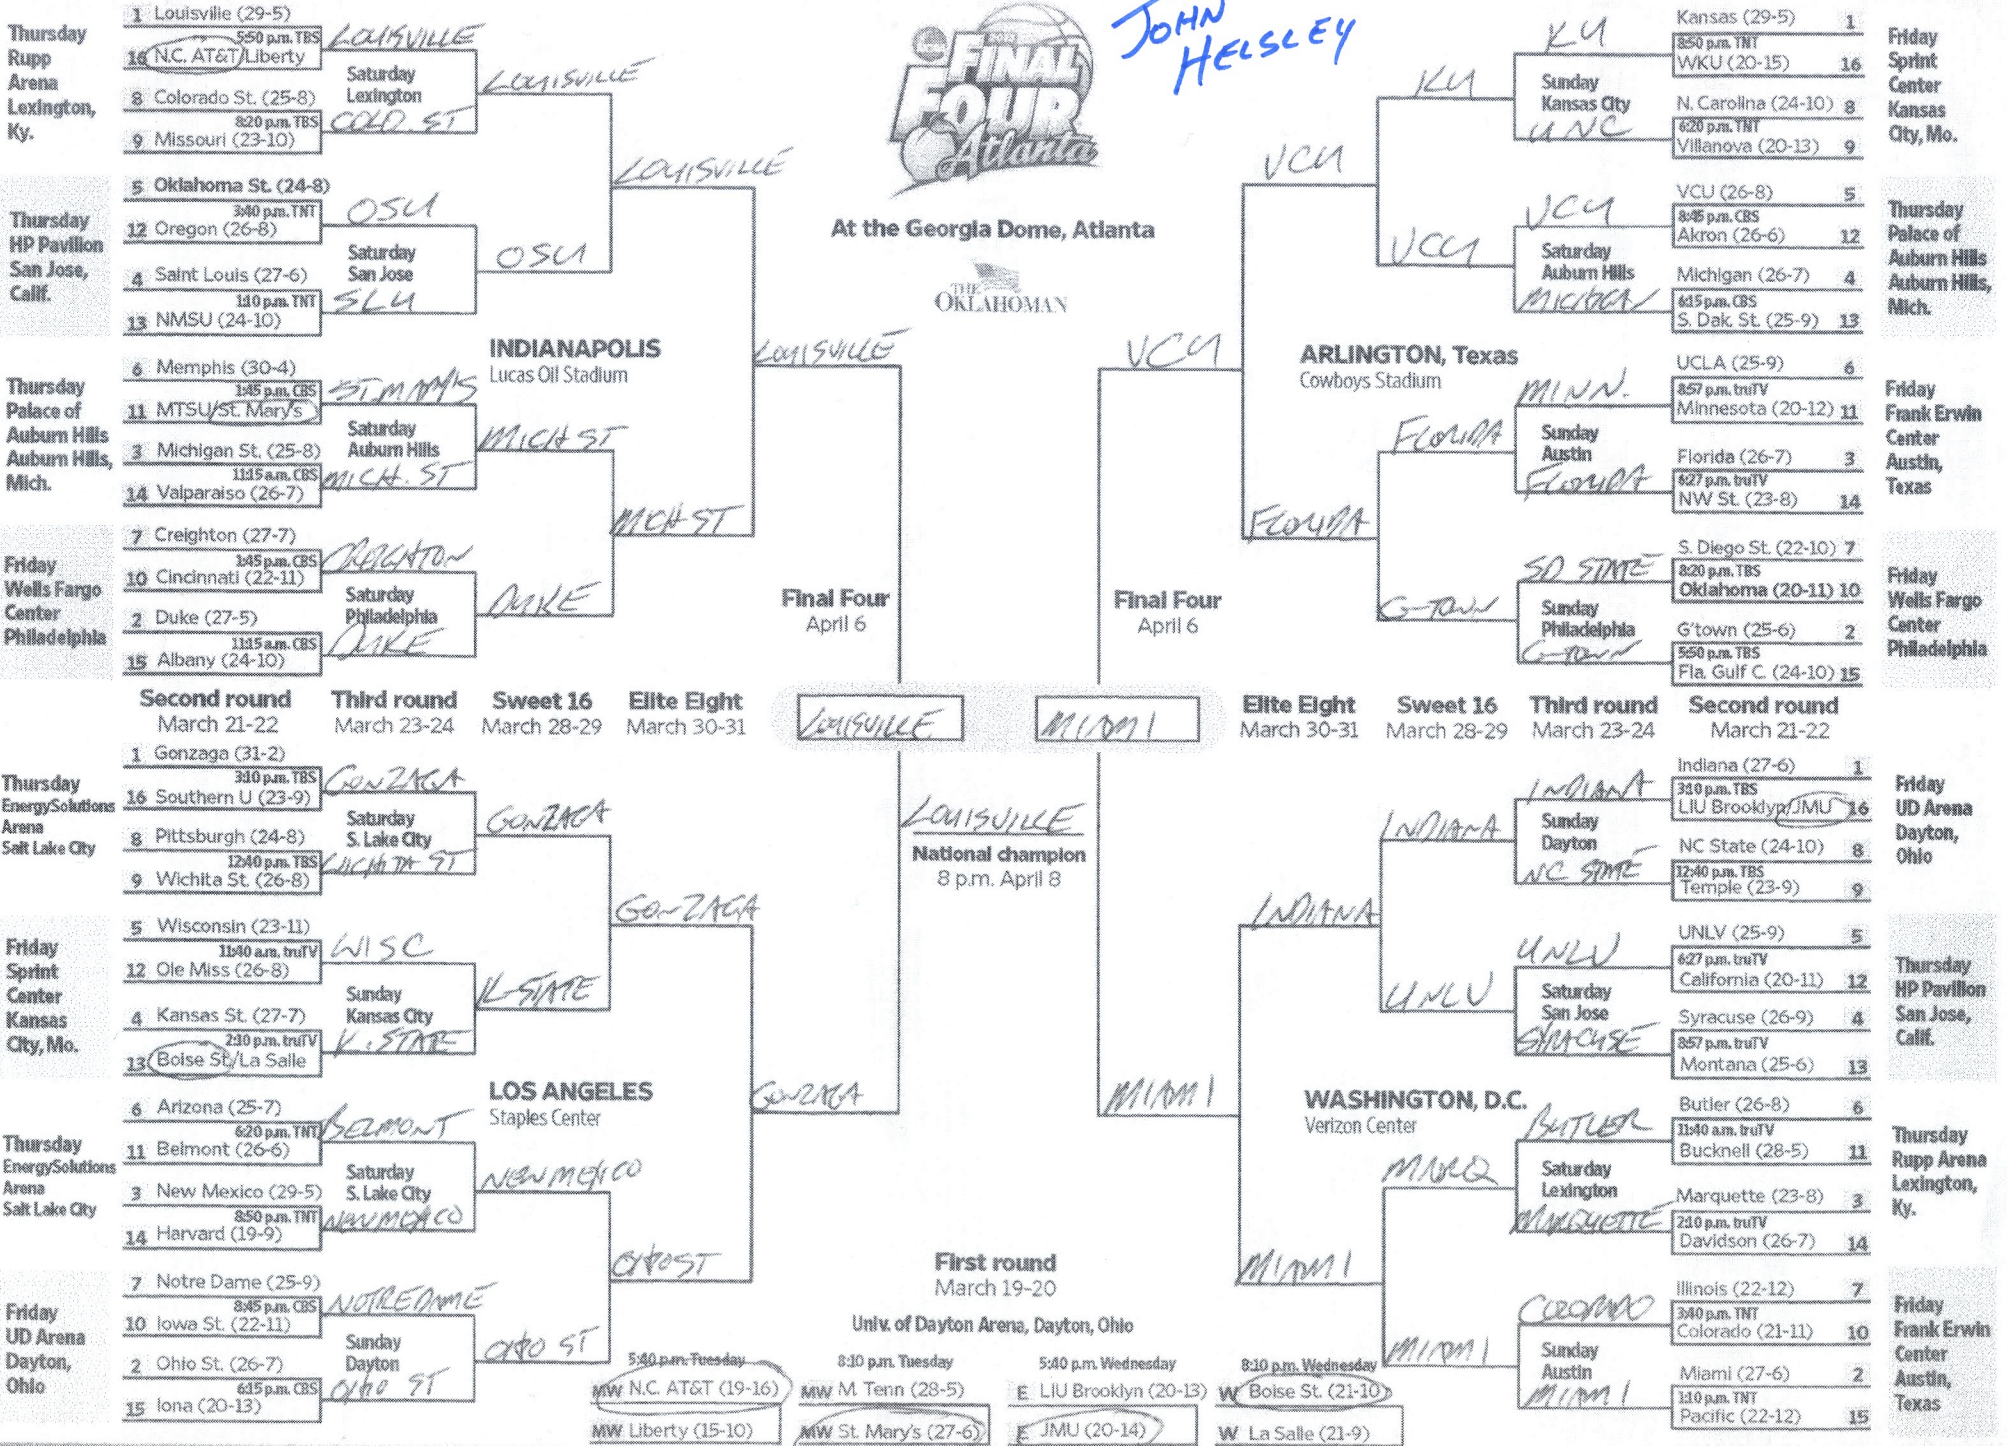 JOHN
HELSLEY
FINAL
FOUR
Atlanta
At the Georgia Dome, Atlanta
THE
OKLAHOMAN
Thursday
Rupp
Arena
Lexington,
Ky.
1 Louisville (29-5)
5:50 p.m. TBS
16 N.C. AT&T/Liberty
LOUISVILLE
Saturday
Lexington
8 Colorado St. (25-8)
8:20 p.m. TBS
9 Missouri (23-10)
COLO. ST
LOUISVILLE
Thursday
HP Pavilion
San Jose,
Calif.
5 Oklahoma St. (24-8)
3:40 p.m. TNT
12 Oregon (26-8)
OSU
Saturday
San Jose
4 Saint Louis (27-6)
1:10 p.m. TNT
13 NMSU (24-10)
SLU
OSU
LOUISVILLE
INDIANAPOLIS
Lucas Oil Stadium
LOUISVILLE
Thursday
Palace of
Auburn Hills
Auburn Hills,
Mich.
6 Memphis (30-4)
1:45 p.m. CBS
11 MTSU/St. Mary's
ST. MARYS
Saturday
Auburn Hills
3 Michigan St. (25-8)
11:15 a.m. CBS
14 Valparaiso (26-7)
MICH. ST
MICH ST
Friday
Wells Fargo
Center
Philadelphia
7 Creighton (27-7)
1:45 p.m. CBS
10 Cincinnati (22-11)
CREIGHTON
Saturday
Philadelphia
2 Duke (27-5)
11:15 a.m. CBS
15 Albany (24-10)
DUKE
DUKE
MICH ST
Final Four
April 6
Second round
March 21-22
Third round
March 23-24
Sweet 16
March 28-29
Elite Eight
March 30-31
LOUISVILLE
Thursday
EnergySolutions
Arena
Salt Lake City
1 Gonzaga (31-2)
3:10 p.m. TBS
16 Southern U (23-9)
GONZAGA
Saturday
S. Lake City
8 Pittsburgh (24-8)
12:40 p.m. TBS
9 Wichita St. (26-8)
WICHITA ST
GONZAGA
Friday
Sprint
Center
Kansas
City, Mo.
5 Wisconsin (23-11)
11:40 a.m. truTV
12 Ole Miss (26-8)
WISC
Sunday
Kansas City
4 Kansas St. (27-7)
2:10 p.m. truTV
13 Boise St./La Salle
K. STATE
K-STATE
GONZAGA
LOS ANGELES
Staples Center
GONZAGA
Thursday
EnergySolutions
Arena
Salt Lake City
6 Arizona (25-7)
6:20 p.m. TNT
11 Belmont (26-6)
BELMONT
Saturday
S. Lake City
3 New Mexico (29-5)
8:50 p.m. TNT
14 Harvard (19-9)
NEW MEXICO
NEW MEXICO
Friday
UD Arena
Dayton,
Ohio
7 Notre Dame (25-9)
8:45 p.m. CBS
10 Iowa St. (22-11)
NOTRE DAME
Sunday
Dayton
2 Ohio St. (26-7)
6:15 p.m. CBS
15 Iona (20-13)
OHIO ST
OHIO ST
OHIO ST
LOUISVILLE
National champion
8 p.m. April 8
Kansas (29-5) 1
8:50 p.m. TNT
WKU (20-15) 16
KU
Sunday
Kansas City
N. Carolina (24-10) 8
6:20 p.m. TNT
Villanova (20-13) 9
UNC
KU
Friday
Sprint
Center
Kansas
City, Mo.
VCU (26-8) 5
8:45 p.m. CBS
Akron (26-6) 12
VCU
Saturday
Auburn Hills
Michigan (26-7) 4
6:15 p.m. CBS
S. Dak. St. (25-9) 13
MICHIGAN
VCU
VCU
Thursday
Palace of
Auburn Hills
Auburn Hills,
Mich.
ARLINGTON, Texas
Cowboys Stadium
VCU
UCLA (25-9) 6
8:57 p.m. truTV
Minnesota (20-12) 11
MINN.
Sunday
Austin
Florida (26-7) 3
6:27 p.m. truTV
NW St. (23-8) 14
FLORIDA
FLORIDA
Friday
Frank Erwin
Center
Austin,
Texas
S. Diego St. (22-10) 7
8:20 p.m. TBS
Oklahoma (20-11) 10
SD STATE
Sunday
Philadelphia
G'town (25-6) 2
5:50 p.m. TBS
Fla. Gulf C. (24-10) 15
G-TOWN
G-TOWN
FLORIDA
Friday
Wells Fargo
Center
Philadelphia
Final Four
April 6
MIAMI
Elite Eight
March 30-31
Sweet 16
March 28-29
Third round
March 23-24
Second round
March 21-22
Indiana (27-6) 1
3:10 p.m. TBS
LIU Brooklyn/JMU 16
INDIANA
Sunday
Dayton
NC State (24-10) 8
12:40 p.m. TBS
Temple (23-9) 9
NC STATE
INDIANA
Friday
UD Arena
Dayton,
Ohio
UNLV (25-9) 5
6:27 p.m. truTV
California (20-11) 12
UNLV
Saturday
San Jose
Syracuse (26-9) 4
8:57 p.m. truTV
Montana (25-6) 13
SYRACUSE
UNLV
INDIANA
Thursday
HP Pavilion
San Jose,
Calif.
WASHINGTON, D.C.
Verizon Center
MIAMI
Butler (26-8) 6
11:40 a.m. truTV
Bucknell (28-5) 11
BUTLER
Saturday
Lexington
Marquette (23-8) 3
2:10 p.m. truTV
Davidson (26-7) 14
MARQUETTE
MARQ
Thursday
Rupp Arena
Lexington,
Ky.
Illinois (22-12) 7
3:40 p.m. TNT
Colorado (21-11) 10
COLORADO
Sunday
Austin
Miami (27-6) 2
1:10 p.m. TNT
Pacific (22-12) 15
MIAMI
MIAMI
MIAMI
Friday
Frank Erwin
Center
Austin,
Texas
First round
March 19-20
Univ. of Dayton Arena, Dayton, Ohio
5:40 p.m. Tuesday
MW N.C. AT&T (19-16)
MW Liberty (15-10)
8:10 p.m. Tuesday
MW M. Tenn (28-5)
MW St. Mary's (27-6)
5:40 p.m. Wednesday
E LIU Brooklyn (20-13)
E JMU (20-14)
8:10 p.m. Wednesday
W Boise St. (21-10)
W La Salle (21-9)